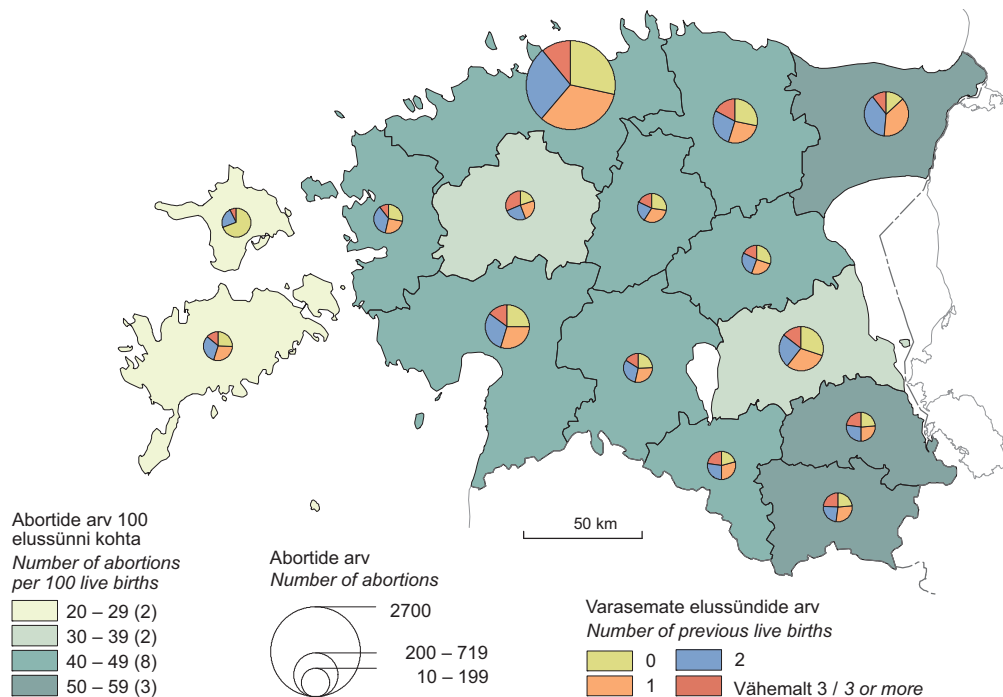 50 km
Abortide arv 100
elussünni kohta
Number of abortions
per 100 live births
20 – 29 (2)
30 – 39 (2)
40 – 49 (8)
50 – 59 (3)
Abortide arv
Number of abortions
2700
200 – 719
10 – 199
Varasemate elussündide arv
Number of previous live births
0
1
2
Vähemalt 3 / 3 or more